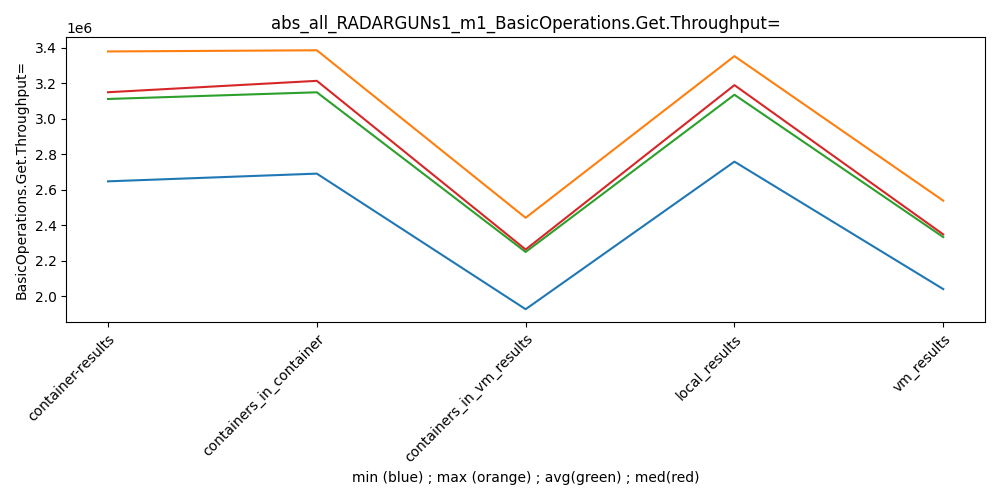 abs_all_RADARGUNs1_m1_BasicOperations.Get.Throughput=
1e6
BasicOperations.Get.Throughput=
3.4
3.2
3.0
2.8
2.6
2.4
2.2
2.0
container-results
containers_in_container
containers_in_vm_results
local_results
vm_results
min (blue) ; max (orange) ; avg(green) ; med(red)